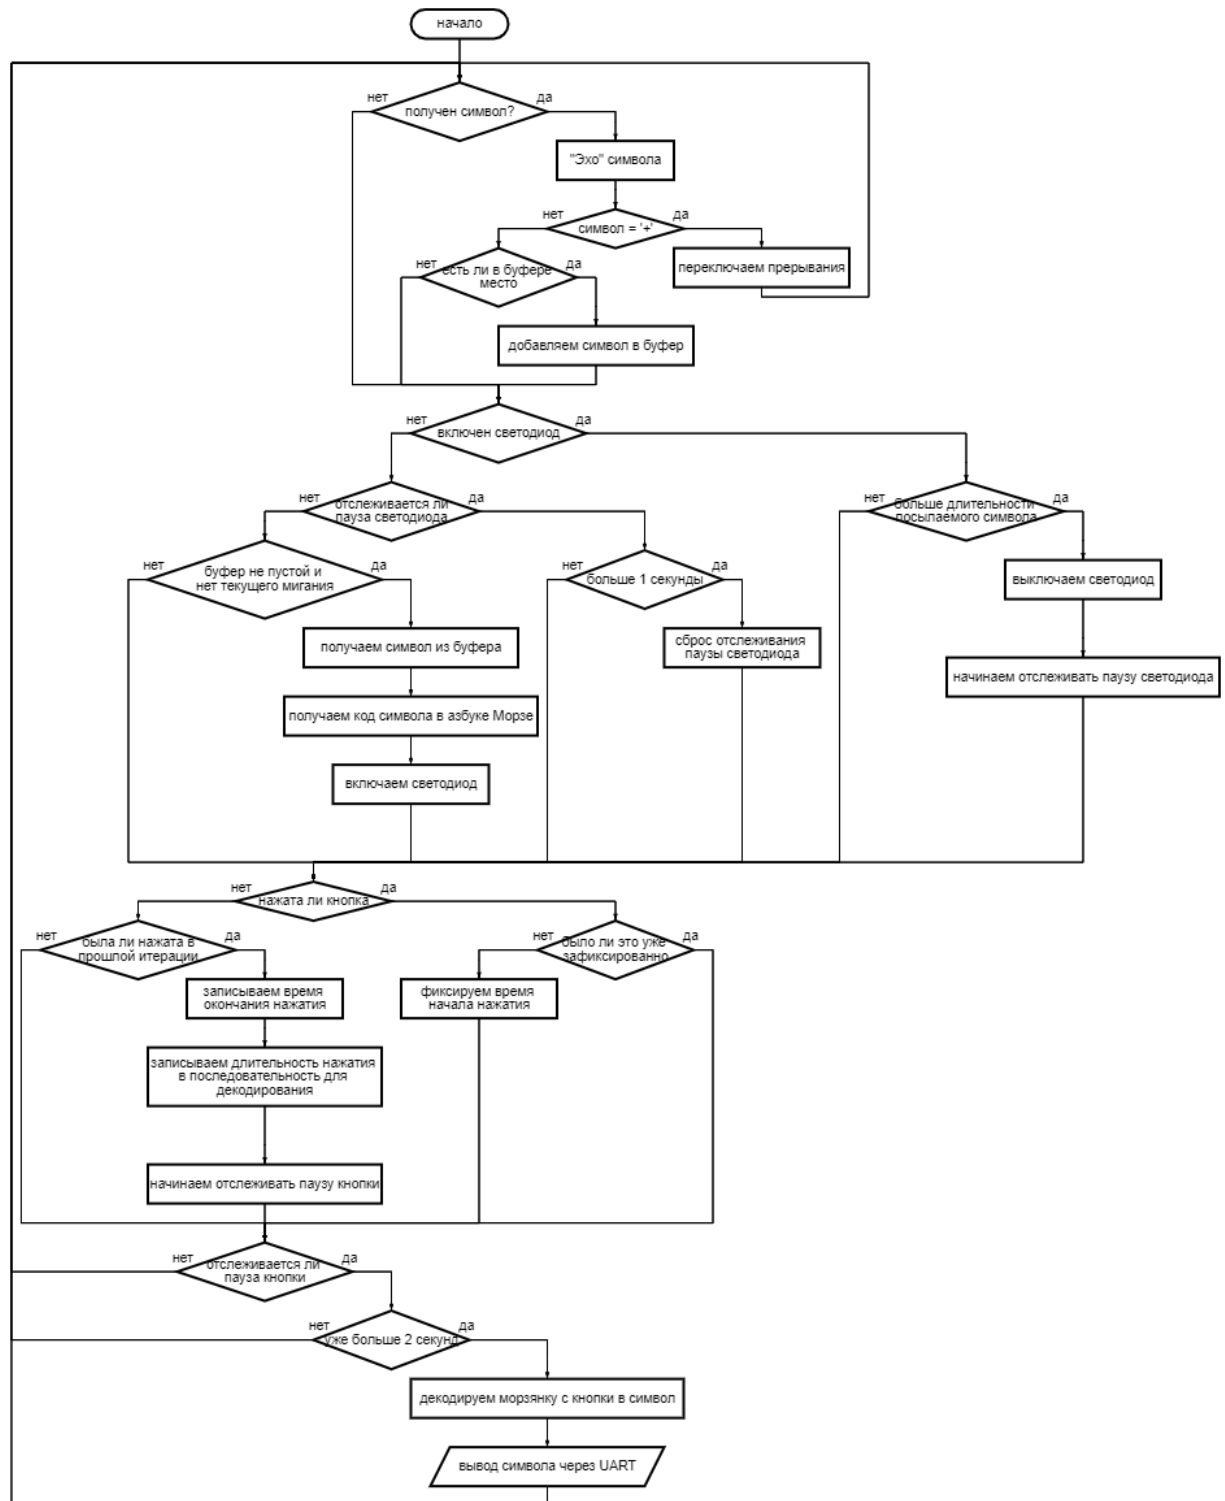 начало
нет
да
получен символ?
"Эхо" символа
нет
да
символ = '+'
нет
да
есть ли в буфере
место
переключаем прерывания
добавляем символ в буфер
нет
да
включен светодиод
нет
да
отслеживается ли
пауза светодиода
нет
да
больше длительности
посылаемого символа
нет
да
буфер не пустой и
нет текущего мигания
нет
да
больше 1 секунды
выключаем светодиод
получаем символ из буфера
сброс отслеживания
паузы светодиода
начинаем отслеживать паузу светодиода
получаем код символа в азбуке Морзе
включаем светодиод
нет
да
нажата ли кнопка
нет
да
была ли нажата в
прошлой итерации
нет
да
было ли это уже
зафиксированно
записываем время
окончания нажатия
фиксируем время
начала нажатия
записываем длительность нажатия
в последовательность для
декодирования
начинаем отслеживать паузу кнопки
нет
да
отслеживается ли
пауза кнопки
нет
да
уже больше 2 секунд
декодируем морзянку с кнопки в символ
вывод символа через UART